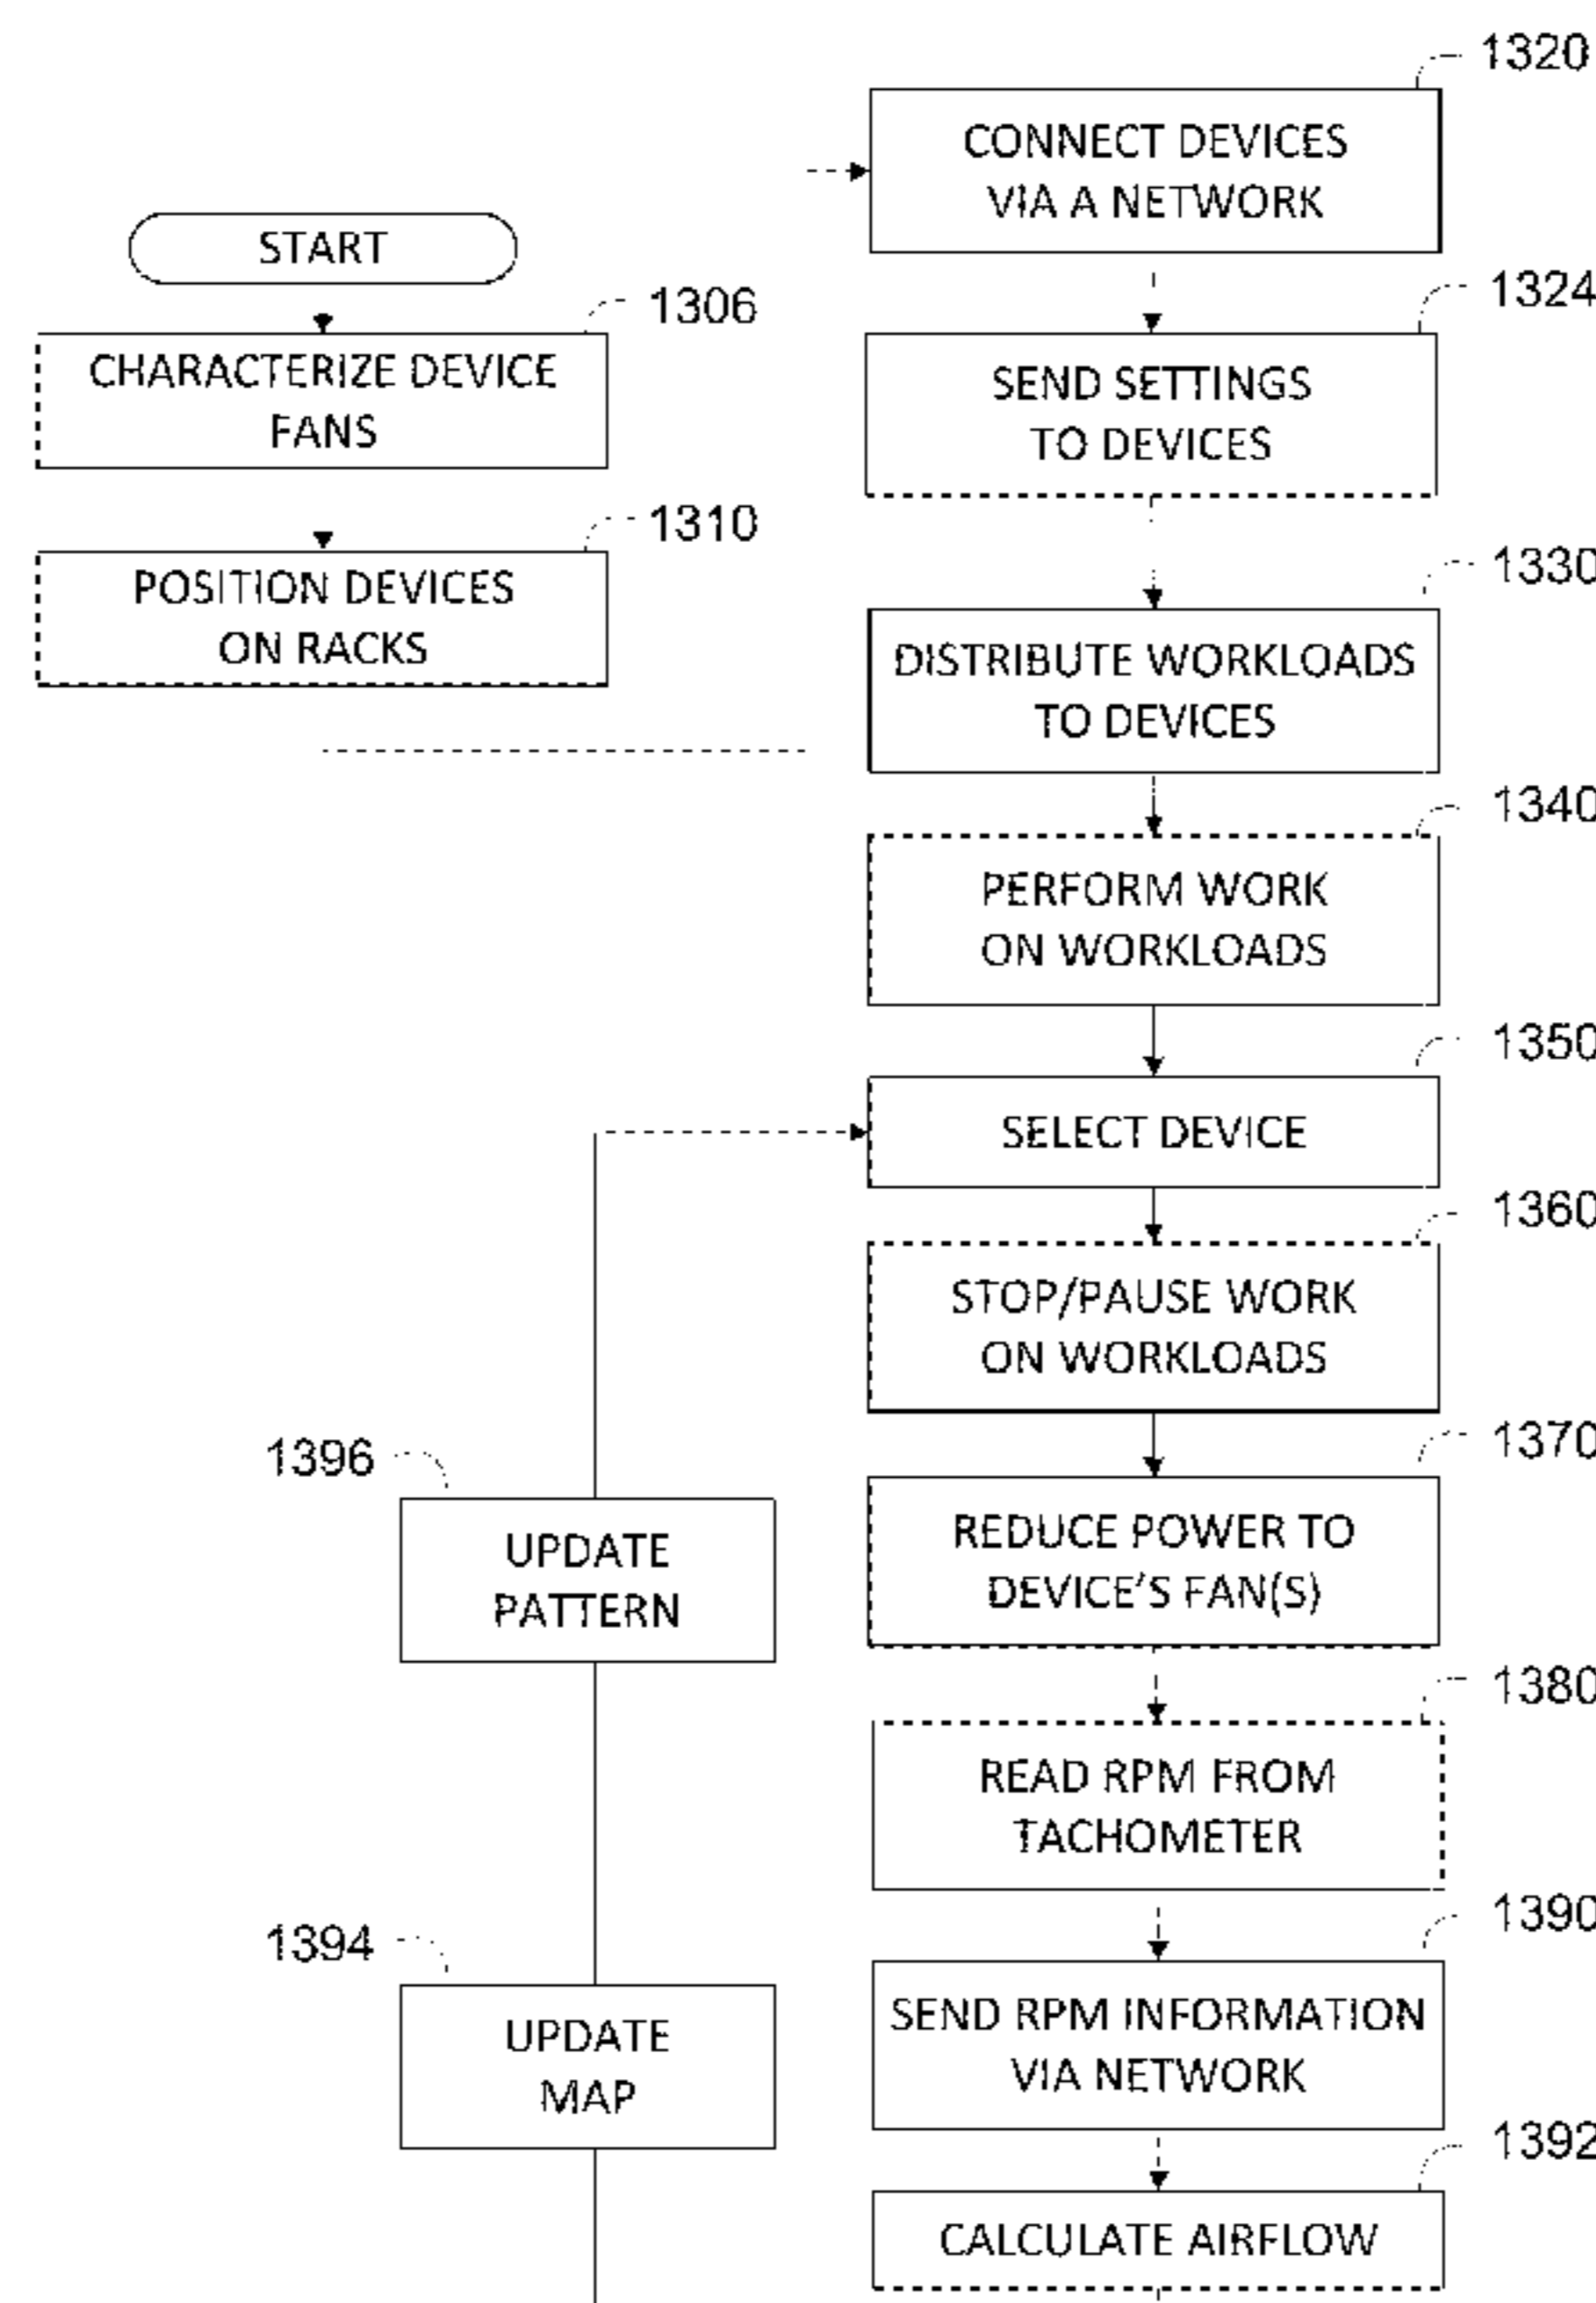 START
1306
CHARACTERIZE DEVICE
FANS
1310
POSITION DEVICES
ON RACKS
1320
CONNECT DEVICES
VIA A NETWORK
1324
SEND SETTINGS
TO DEVICES
1330
DISTRIBUTE WORKLOADS
TO DEVICES
1340
PERFORM WORK
ON WORKLOADS
1350
SELECT DEVICE
1360
STOP/PAUSE WORK
ON WORKLOADS
1370
REDUCE POWER TO
DEVICE'S FAN(S)
1380
READ RPM FROM
TACHOMETER
1390
SEND RPM INFORMATION
VIA NETWORK
1392
CALCULATE AIRFLOW
1394
UPDATE
MAP
1396
UPDATE
PATTERN